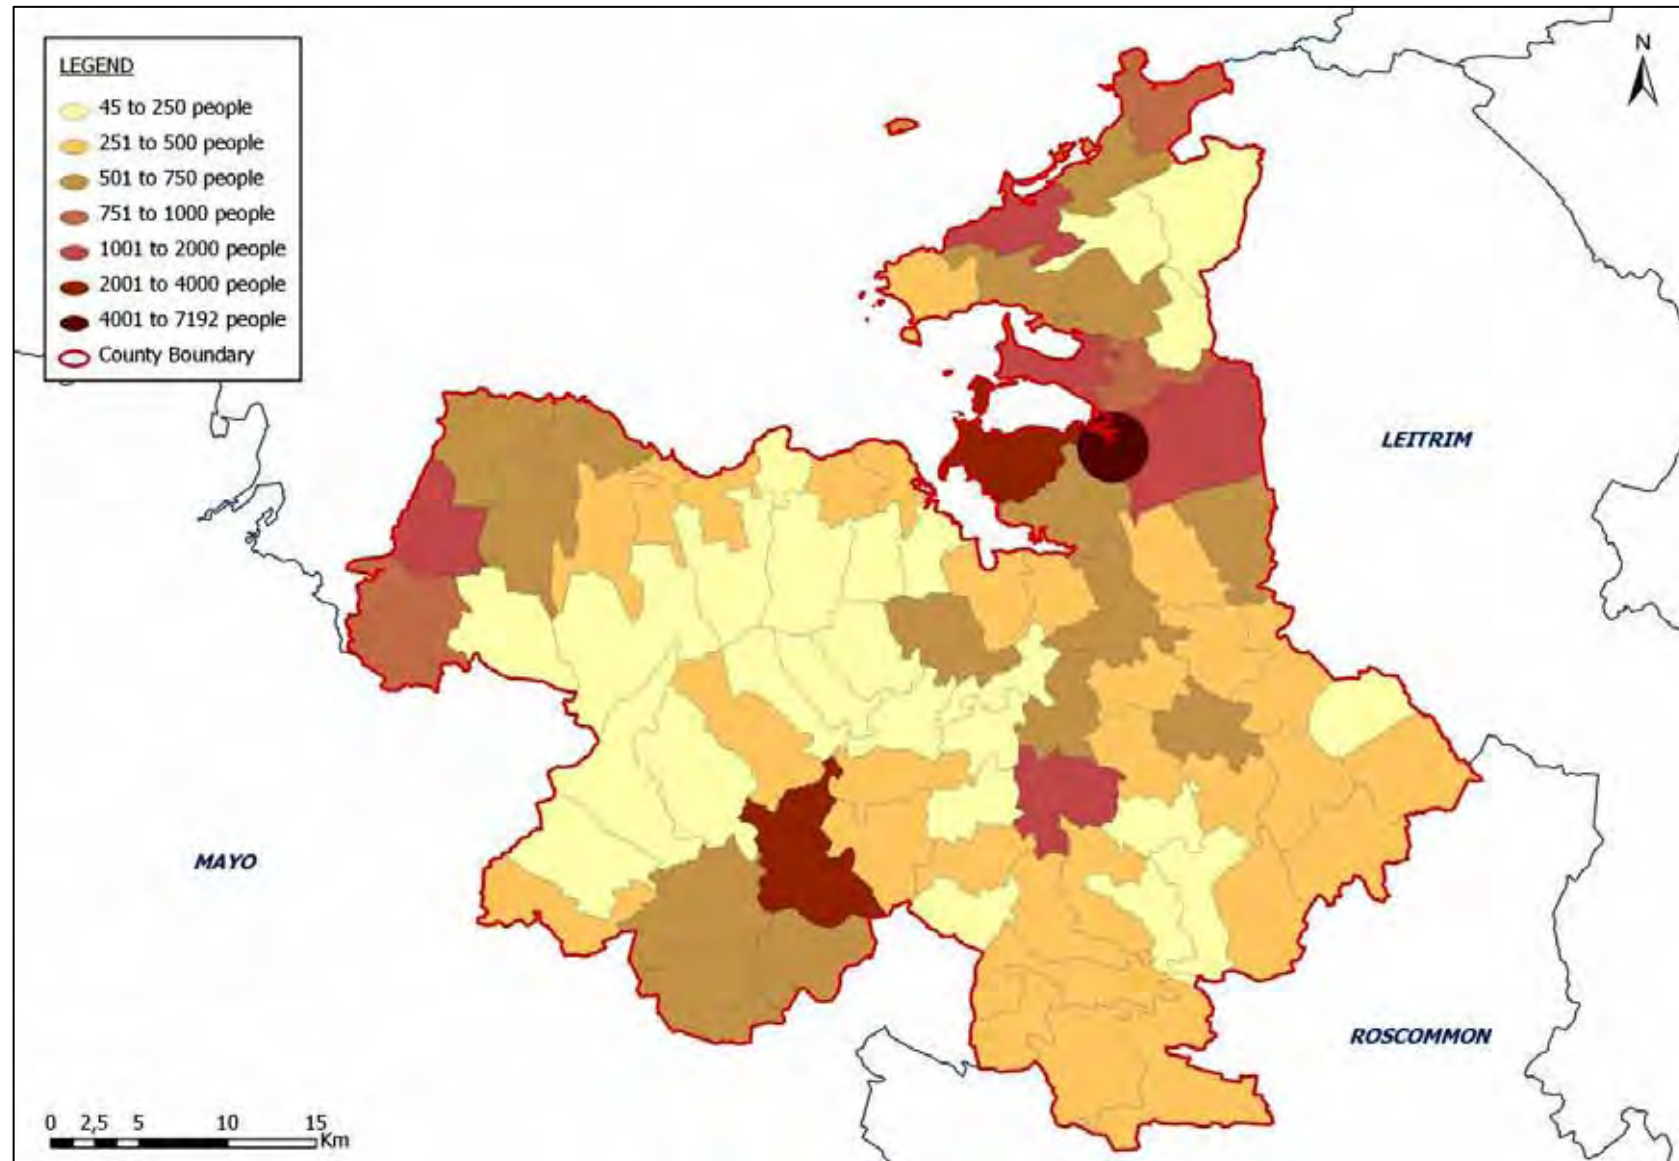 LEGEND
45 to 250 people
251 to 500 people
501 to 750 people
751 to 1000 people
1001 to 2000 people
2001 to 4000 people
4001 to 7192 people
County Boundary
N
LEITRIM
MAYO
ROSCOMMON
0 2,5 5 10 15
Km